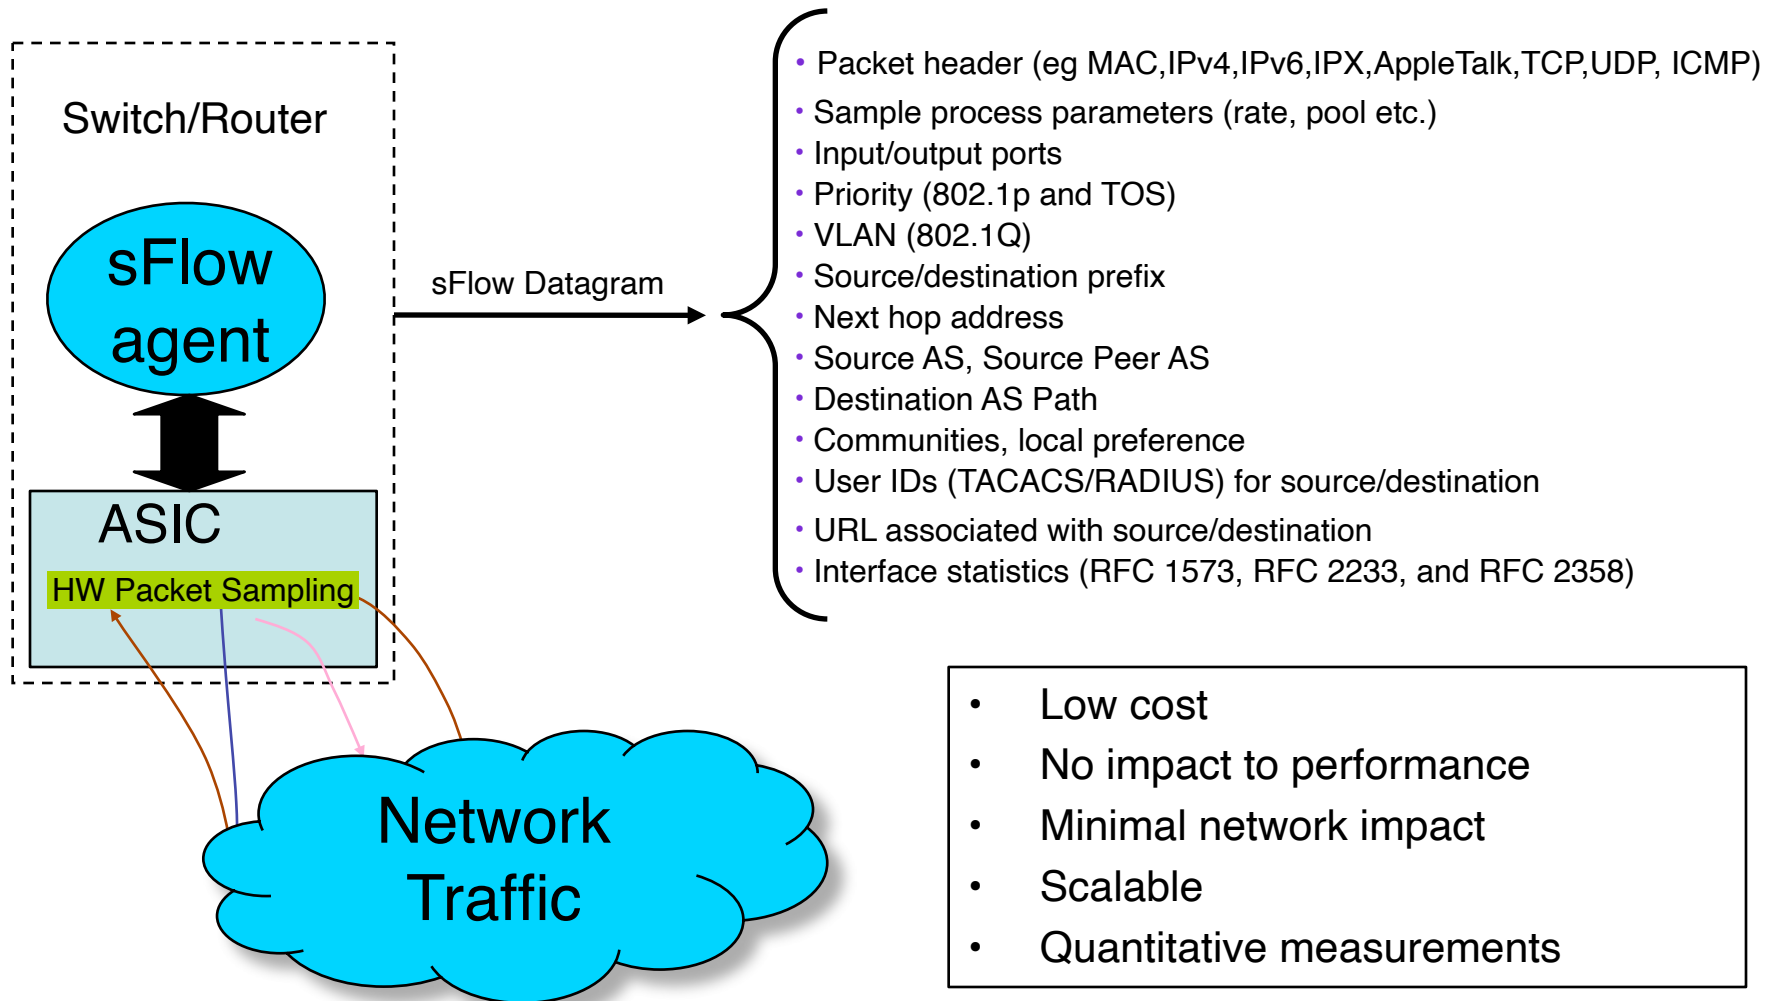 Switch/Router
sFlow
agent
ASIC
HW Packet Sampling
Network
Traffic
sFlow Datagram
• Packet header (eg MAC,IPv4,IPv6,IPX,AppleTalk,TCP,UDP, ICMP)
• Sample process parameters (rate, pool etc.)
• Input/output ports
• Priority (802.1p and TOS)
• VLAN (802.1Q)
• Source/destination prefix
• Next hop address
• Source AS, Source Peer AS
• Destination AS Path
• Communities, local preference
• User IDs (TACACS/RADIUS) for source/destination
• URL associated with source/destination
• Interface statistics (RFC 1573, RFC 2233, and RFC 2358)
• Low cost
• No impact to performance
• Minimal network impact
• Scalable
• Quantitative measurements